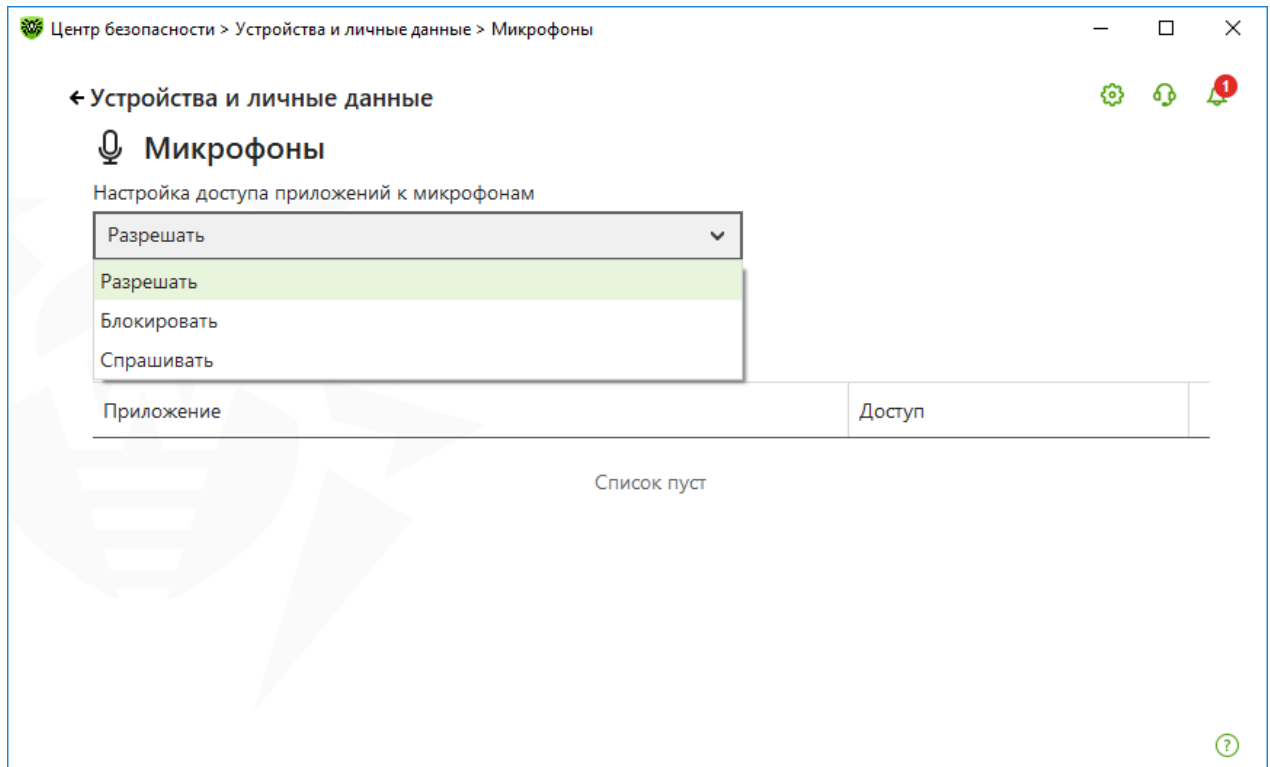 Центр безопасности > Устройства и личные данные > Микрофоны
Устройства и личные данные
1
Микрофоны
Настройка доступа приложений к микрофонам
Разрешать
Разрешать
Блокировать
Спрашивать
Приложение Доступ
Список пуст
?